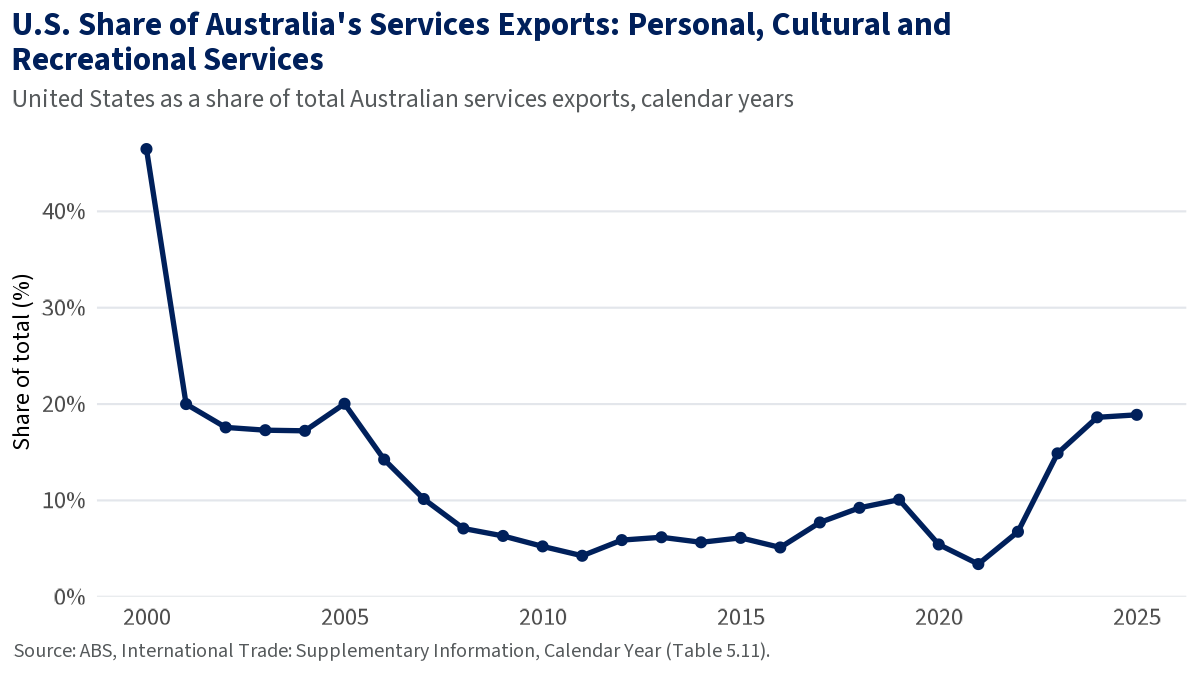 U.S. Share of Australia's Services Exports: Personal, Cultural and
Recreational Services
United States as a share of total Australian services exports, calendar years
Share of total (%)
40%
30%
20%
10%
0%
2000
2005
2010
2015
2020
2025
Source: ABS, International Trade: Supplementary Information, Calendar Year (Table 5.11).